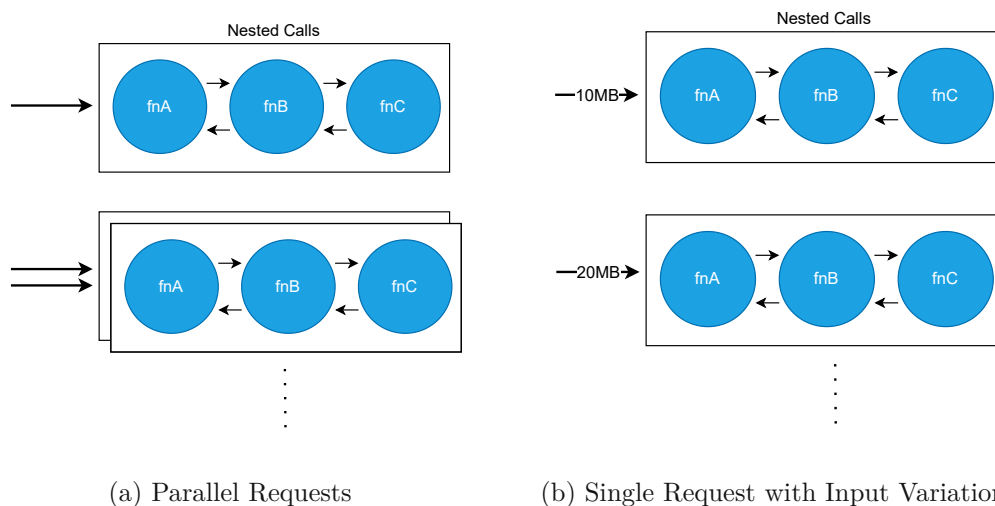 Nested Calls
fnA fnB fnC
fnA fnB fnC
(a) Parallel Requests
Nested Calls
10MB fnA fnB fnC
20MB fnA fnB fnC
(b) Single Request with Input Variation